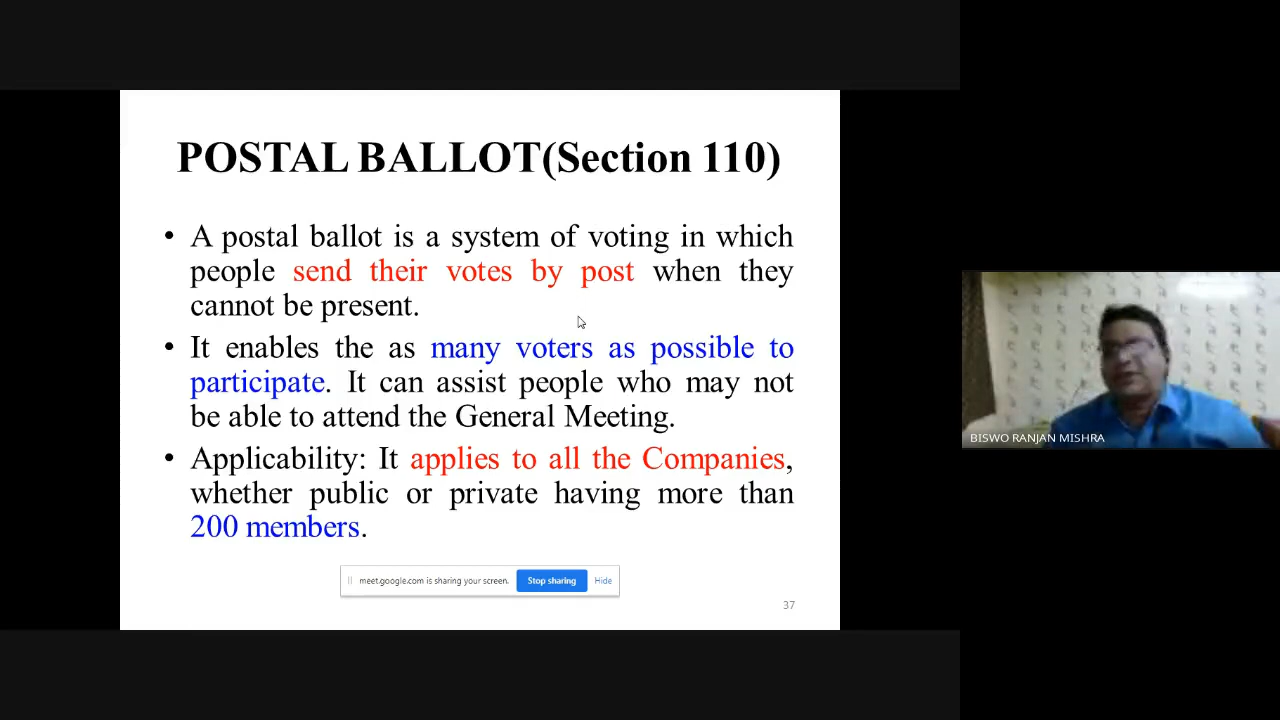 POSTAL BALLOT(Section 110)
• A postal ballot is a system of voting in which
people send their votes by post when they
cannot be present.
• It enables the as many voters as possible to
participate. It can assist people who may not
be able to attend the General Meeting.
• Applicability: It applies to all the Companies,
whether public or private having more than
200 members.
meet.google.com is sharing your screen. Stop sharing Hide
37
BISWO RANJAN MISHRA